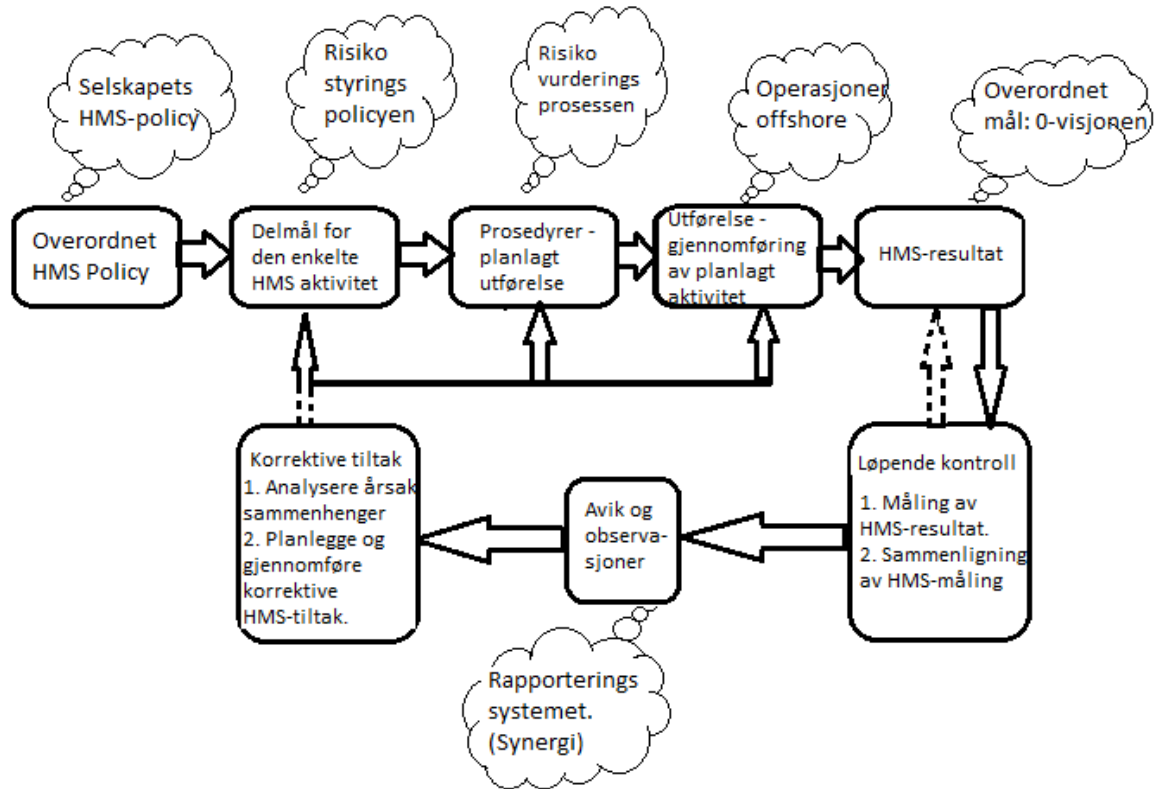 Selskapets
HMS-policy
Risiko
styrings
policyen
Risiko
vurderings
prosessen
Operasjoner
offshore
Overordnet
mål: 0-visjonen
Overordnet
HMS Policy
Delmål for
den enkelte
HMS aktivitet
Prosedyrer -
planlagt
utførelse
Utførelse -
gjennomføring
av planlagt
aktivitet
HMS-resultat
Korrektive tiltak
1. Analysere årsak
sammenhenger
2. Planlegge og
gjennomføre
korrektive
HMS-tiltak.
Avik og
observa-
sjoner
Løpende kontroll
1. Måling av
HMS-resultat.
2. Sammenligning
av HMS-måling
Rapporterings
systemet.
(Synergi)